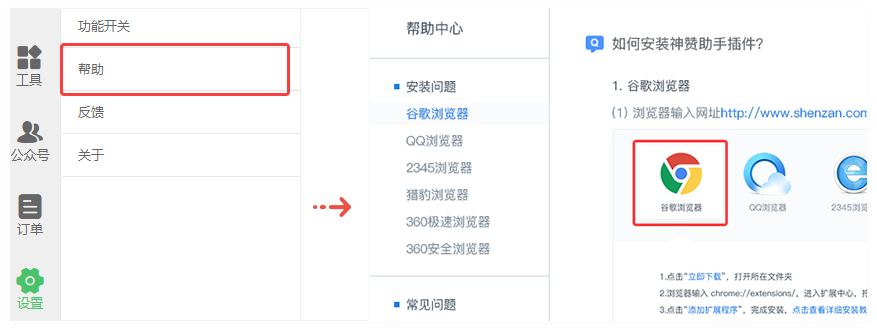 功能开关
帮助
反馈
关于
工具
公众号
订单
设置
帮助中心
安装问题
谷歌浏览器
QQ浏览器
2345浏览器
猎豹浏览器
360极速浏览器
360安全浏览器
常见问题
如何安装神赞助手插件?
1. 谷歌浏览器
(1) 浏览器输入网址http://www.shenzan.com
谷歌浏览器
QQ浏览器
2345浏
1.点击“立即下载”，打开所在文件夹
2.浏览器输入 chrome://extensions/，进入扩展中心，
3.点击“添加扩展程序”，完成安装，点击查看详细安装教